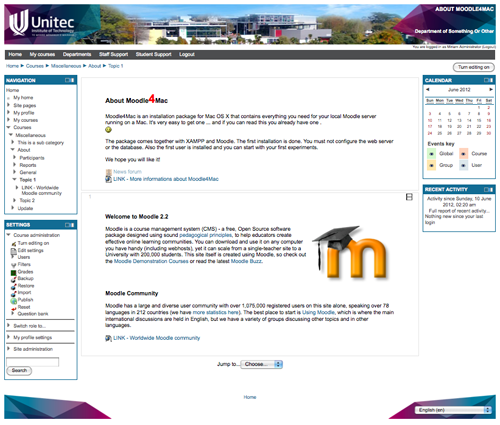 Unitec
Institute of Technology
ABOUT MOODLE4MAC
Department of Something Or Other
Home My courses Departments Staff Support Student Support Logout
Home ► Courses ► Miscellaneous ► About ► Topic 1
Turn editing on
NAVIGATION
Home
My home
Site pages
My profile
My courses
Courses
Miscellaneous
This is a sub category
About
Participants
Reports
General
Topic 1
LINK - Worldwide
Moodle community
Topic 2
Update
SETTINGS
Course administration
Turn editing on
Edit settings
Users
Filters
Grades
Backup
Restore
Import
Publish
Reset
Question bank
Switch role to...
My profile settings
Site administration
Search
About Moodle4Mac
Moodle4Mac is an installation package for Mac OS X that contains everything you need for your local Moodle server
running on a Mac. It's very easy to get one ... and if you can read this you already have one .
The package comes together with XAMPP and Moodle. The first installation is done. You must not configure the web server
or the database. Also the first user is installed and you can start with your first experiments.
We hope you will like it!
News forum
LINK - More informations about Moodle4Mac
1
Welcome to Moodle 2.2
Moodle is a course management system (CMS) - a free, Open Source software
package designed using sound pedagogical principles, to help educators create
effective online learning communities. You can download and use it on any computer
you have handy (including webhosts), yet it can scale from a single-teacher site to a
University with 200,000 students. This site itself is created using Moodle, so check out
the Moodle Demonstration Courses or read the latest Moodle Buzz.
m
Moodle Community
Moodle has a large and diverse user community with over 1,075,000 registered users on this site alone, speaking over 78
languages in 212 countries (we have more statistics here). The best place to start is Using Moodle, which is where the main
international discussions are held in English, but we have a variety of groups discussing other topics and in other
languages.
LINK - Worldwide Moodle community
Jump to... Choose...
CALENDAR
◄ June 2012 ►
Sun Mon Tue Wed Thu Fri Sat
1 2
3 4 5 6 7 8 9
10 11 12 13 14 15 16
17 18 19 20 21 22 23
24 25 26 27 28 29 30
Events key
Global Course
Group User
RECENT ACTIVITY
Activity since Sunday, 10 June
2012, 02:20 am
Full report of recent activity...
Nothing new since your last
login
Home
English (en)